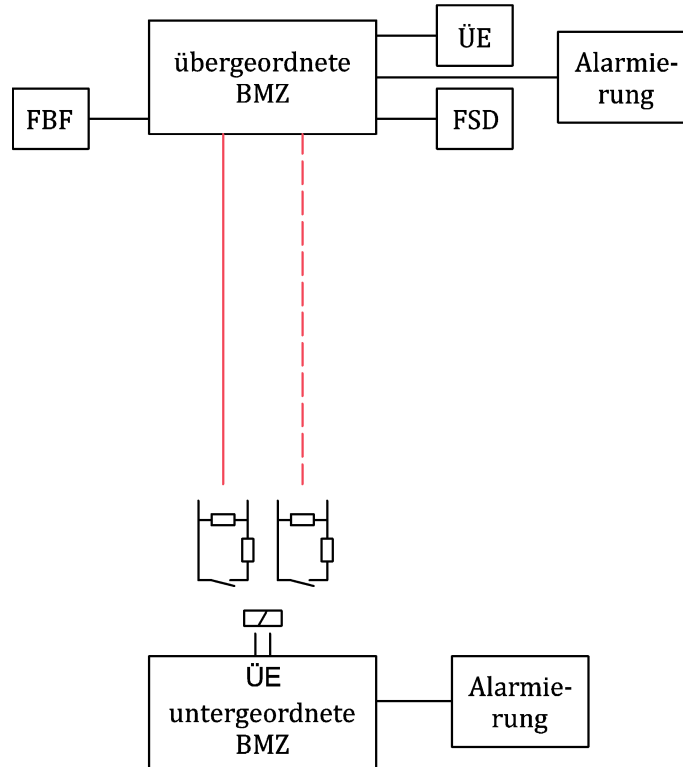 übergeordnete
BMZ
ÜE
Alarmie-
rung
FBF
FSD
ÜE
untergeordnete
BMZ
Alarmie-
rung